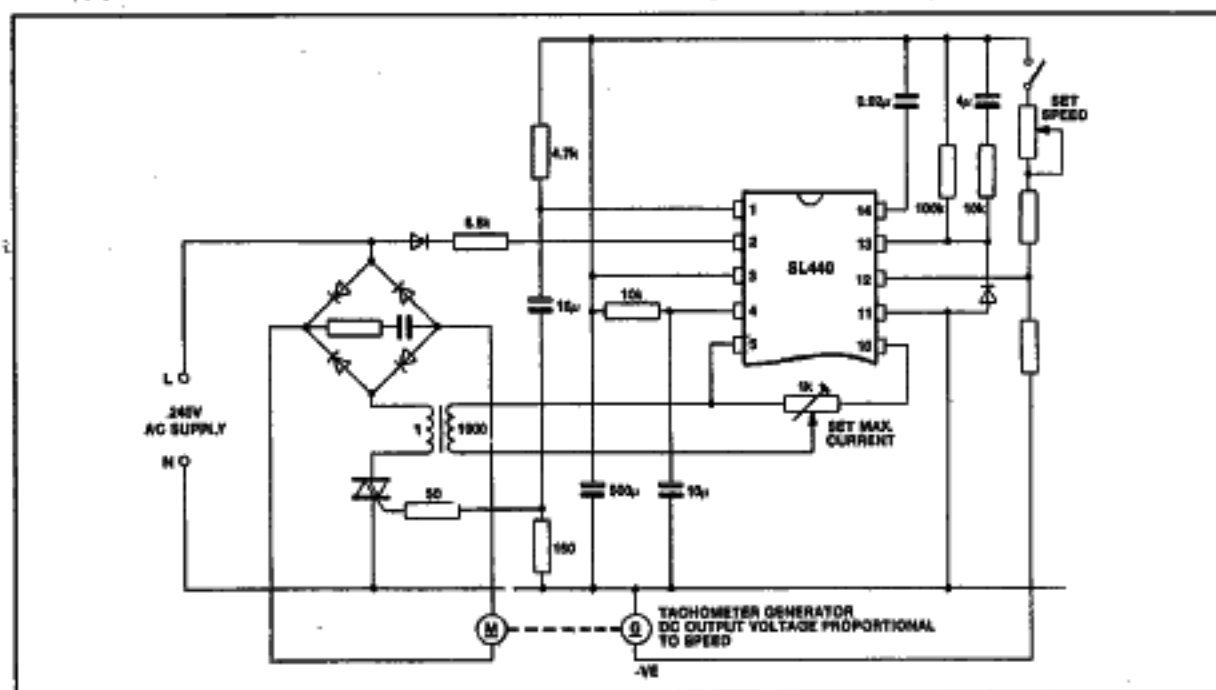 0.02μ
4μ
SET
SPEED
4.7k
100k
10k
1
14
6.8k
2
13
SL440
3
12
10μ
10k
4
11
5
10
L
1k
240V
AC SUPPLY
1
1000
SET MAX.
CURRENT
N
50
500μ
10μ
150
M
G
TACHOMETER GENERATOR
DC OUTPUT VOLTAGE PROPORTIONAL
TO SPEED
-VE